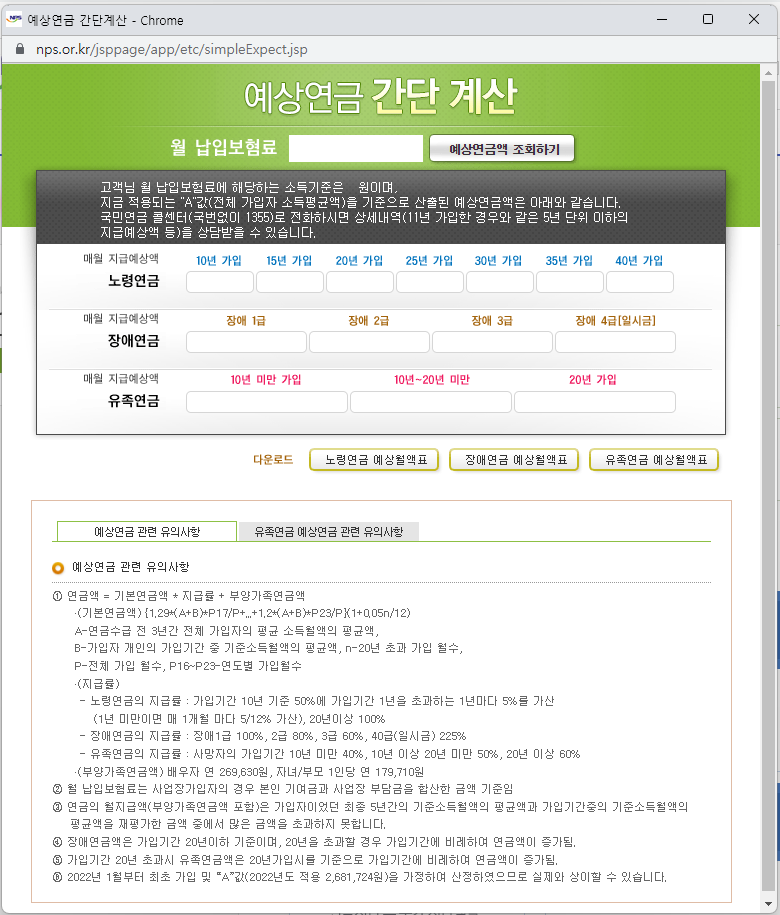 NPS 예상연금 간단계산 - Chrome
nps.or.kr/jsppage/app/etc/simpleExpect.jsp
예상연금 간단 계산
월 납입보험료 예상연금액 조회하기
고객님 월 납입보험료에 해당하는 소득기준은 원이며,
지금 적용되는 "A"값(전체 가입자 소득평균액)을 기준으로 산출된 예상연금액은 아래와 같습니다.
국민연금 콜센터(국번없이 1355)로 전화하시면 상세내역(11년 가입한 경우와 같은 5년 단위 이하의
지급예상액 등)을 상담받을 수 있습니다.
매월 지급예상액 10년 가입 15년 가입 20년 가입 25년 가입 30년 가입 35년 가입 40년 가입
노령연금
매월 지급예상액 장애 1급 장애 2급 장애 3급 장애 4급[일시금]
장애연금
매월 지급예상액 10년 미만 가입 10년~20년 미만 20년 가입
유족연금
다운로드 노령연금 예상월액표 장애연금 예상월액표 유족연금 예상월액표
예상연금 관련 유의사항 유족연금 예상연금 관련 유의사항
예상연금 관련 유의사항
① 연금액 = 기본연금액 * 지급률 + 부양가족연금액
·(기본연금액) {1.29*(A+B)*P17/P+...+1.2*(A+B)*P23/P}(1+0.05n/12)
A-연금수급 전 3년간 전체 가입자의 평균 소득월액의 평균액,
B-가입자 개인의 가입기간 중 기준소득월액의 평균액, n-20년 초과 가입 월수,
P-전체 가입 월수, P16~P23-연도별 가입월수
·(지급률)
- 노령연금의 지급률 : 가입기간 10년 기준 50%에 가입기간 1년을 초과하는 1년마다 5%를 가산
(1년 미만이면 매 1개월 마다 5/12% 가산), 20년이상 100%
- 장애연금의 지급률 : 장애1급 100%, 2급 80%, 3급 60%, 40급(일시금) 225%
- 유족연금의 지급률 : 사망자의 가입기간 10년 미만 40%, 10년 이상 20년 미만 50%, 20년 이상 60%
·(부양가족연금액) 배우자 연 269,630원, 자녀/부모 1인당 연 179,710원
② 월 납입보험료는 사업장가입자의 경우 본인 기여금과 사업장 부담금을 합산한 금액 기준임
③ 연금의 월지급액(부양가족연금액 포함)은 가입자이었던 최종 5년간의 기준소득월액의 평균액과 가입기간중의 기준소득월액의
평균액을 재평가한 금액 중에서 많은 금액을 초과하지 못합니다.
④ 장애연금액은 가입기간 20년이하 기준이며, 20년을 초과할 경우 가입기간에 비례하여 연금액이 증가됨.
⑤ 가입기간 20년 초과시 유족연금액은 20년가입시를 기준으로 가입기간에 비례하여 연금액이 증가됨.
⑥ 2022년 1월부터 최초 가입 및 "A"값(2022년도 적용 2,681,724원)을 가정하여 산정하였으므로 실제와 상이할 수 있습니다.